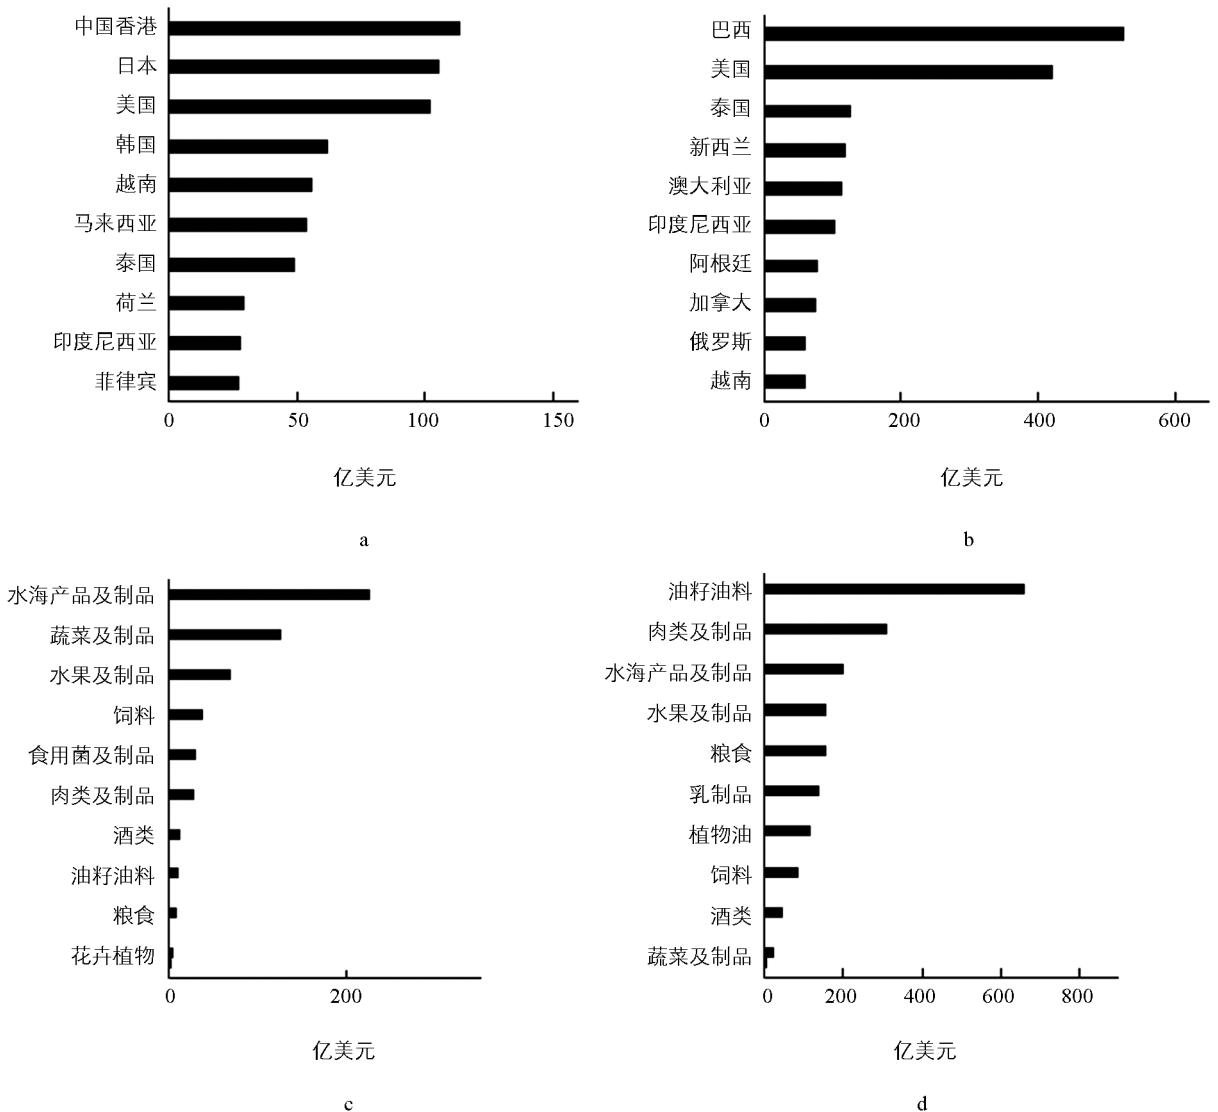 中国香港
日本
美国
韩国
越南
马来西亚
泰国
荷兰
印度尼西亚
菲律宾
0 50 100 150
亿美元
a
巴西
美国
泰国
新西兰
澳大利亚
印度尼西亚
阿根廷
加拿大
俄罗斯
越南
0 200 400 600
亿美元
b
水海产品及制品
蔬菜及制品
水果及制品
饲料
食用菌及制品
肉类及制品
酒类
油籽油料
粮食
花卉植物
0 200
亿美元
c
油籽油料
肉类及制品
水海产品及制品
水果及制品
粮食
乳制品
植物油
饲料
酒类
蔬菜及制品
0 200 400 600 800
亿美元
d